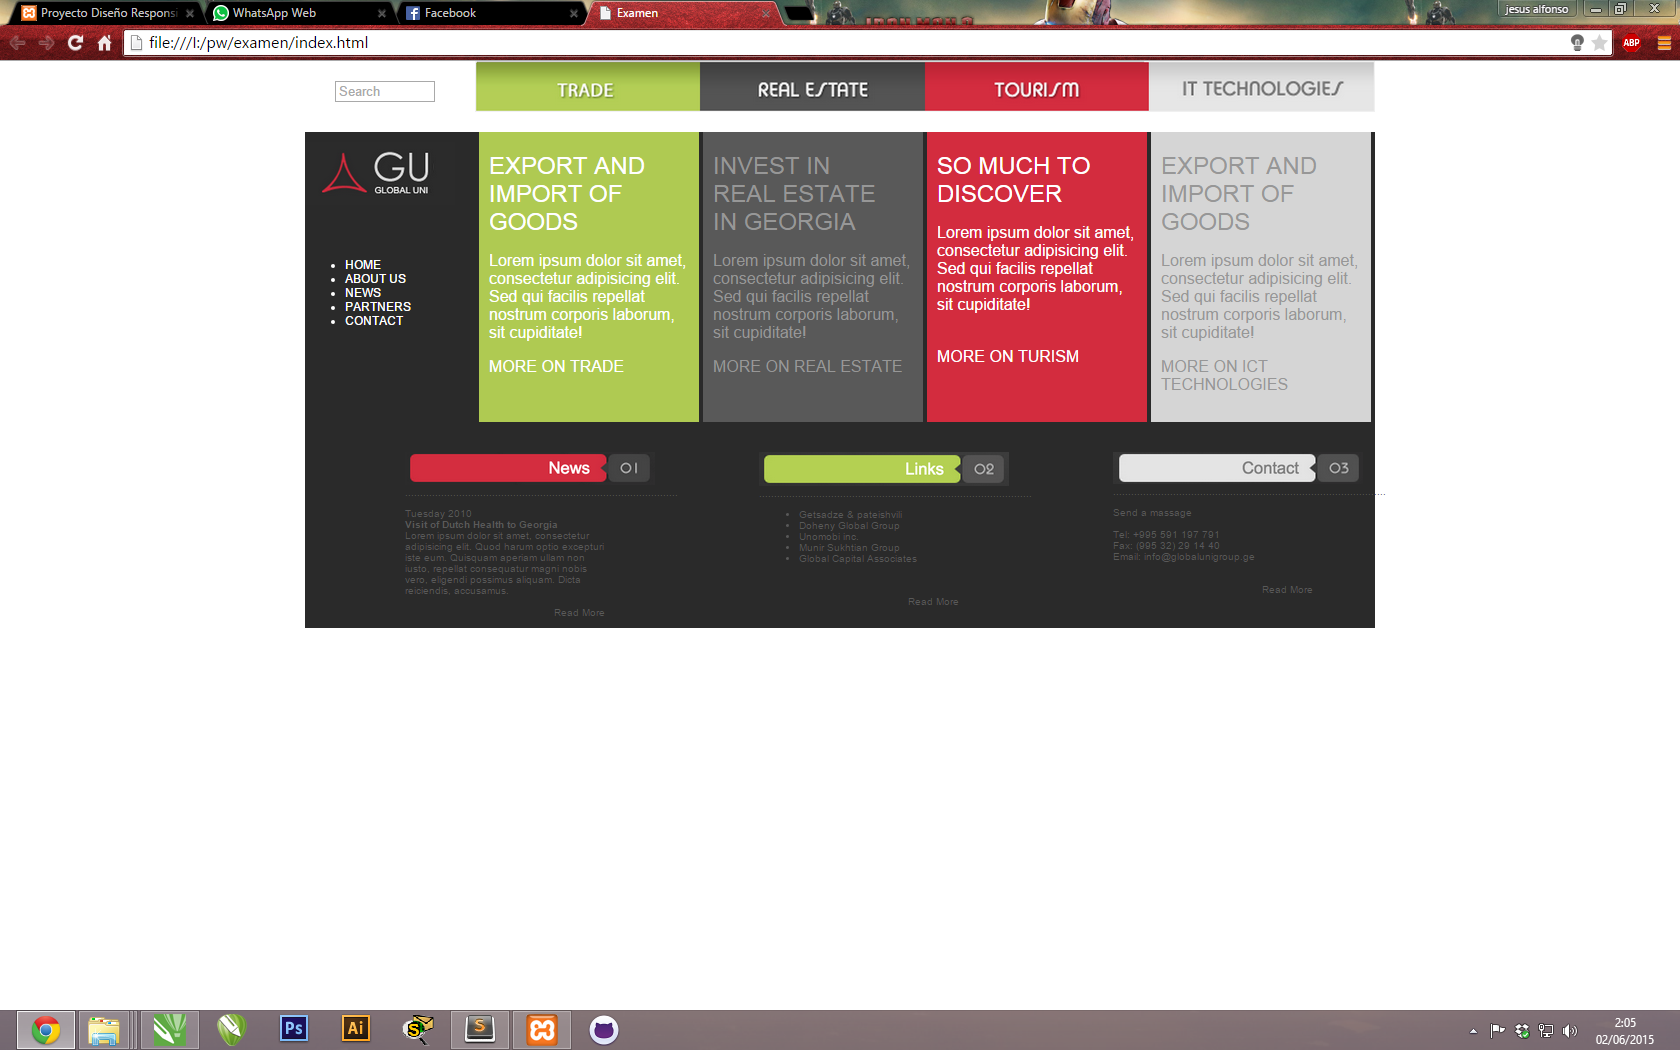 Proyecto Diseño Responsi
WhatsApp Web
Facebook
Examen
IRON MAN 3
jesus alfonso
file:///I:/pw/examen/index.html
ABP
Search
TRADE
REAL ESTATE
TOURISM
IT TECHNOLOGIES
GU
GLOBAL UNI
HOME
ABOUT US
NEWS
PARTNERS
CONTACT
EXPORT AND
IMPORT OF
GOODS
Lorem ipsum dolor sit amet,
consectetur adipisicing elit.
Sed qui facilis repellat
nostrum corporis laborum,
sit cupiditate!
MORE ON TRADE
INVEST IN
REAL ESTATE
IN GEORGIA
Lorem ipsum dolor sit amet,
consectetur adipisicing elit.
Sed qui facilis repellat
nostrum corporis laborum,
sit cupiditate!
MORE ON REAL ESTATE
SO MUCH TO
DISCOVER
Lorem ipsum dolor sit amet,
consectetur adipisicing elit.
Sed qui facilis repellat
nostrum corporis laborum,
sit cupiditate!
MORE ON TURISM
EXPORT AND
IMPORT OF
GOODS
Lorem ipsum dolor sit amet,
consectetur adipisicing elit.
Sed qui facilis repellat
nostrum corporis laborum,
sit cupiditate!
MORE ON ICT
TECHNOLOGIES
News 01
Tuesday 2010
Visit of Dutch Health to Georgia
Lorem ipsum dolor sit amet, consectetur
adipisicing elit. Quod harum optio excepturi
iste eum. Quisquam aperiam ullam non
iusto, repellat consequatur magni nobis
vero, eligendi possimus aliquam. Dicta
reiciendis, accusamus.
Read More
Links 02
Getsadze & pateishvili
Doheny Global Group
Unomobi inc.
Munir Sukhtian Group
Global Capital Associates
Read More
Contact 03
Send a massage
Tel: +995 591 197 791
Fax: (995 32) 29 14 40
Email: info@globalunigroup.ge
Read More
Ps
Ai
S
S
2:05
02/06/2015